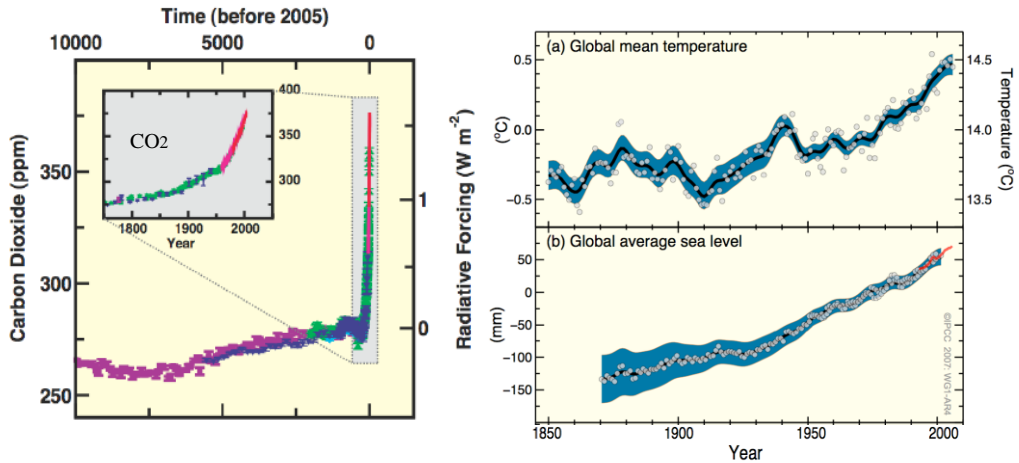 Time (before 2005)
10000 5000 0
Carbon Dioxide (ppm)
350
300
250
CO2
400
350
300
1800 1900 2000
Year
Radiative Forcing (W m-2)
1
0
(a) Global mean temperature
(°C)
0.5
0.0
-0.5
14.5
14.0
13.5
Temperature (°C)
(b) Global average sea level
(mm)
50
0
-50
-100
-150
©IPCC 2007: WG1-AR4
1850 1900 1950 2000
Year